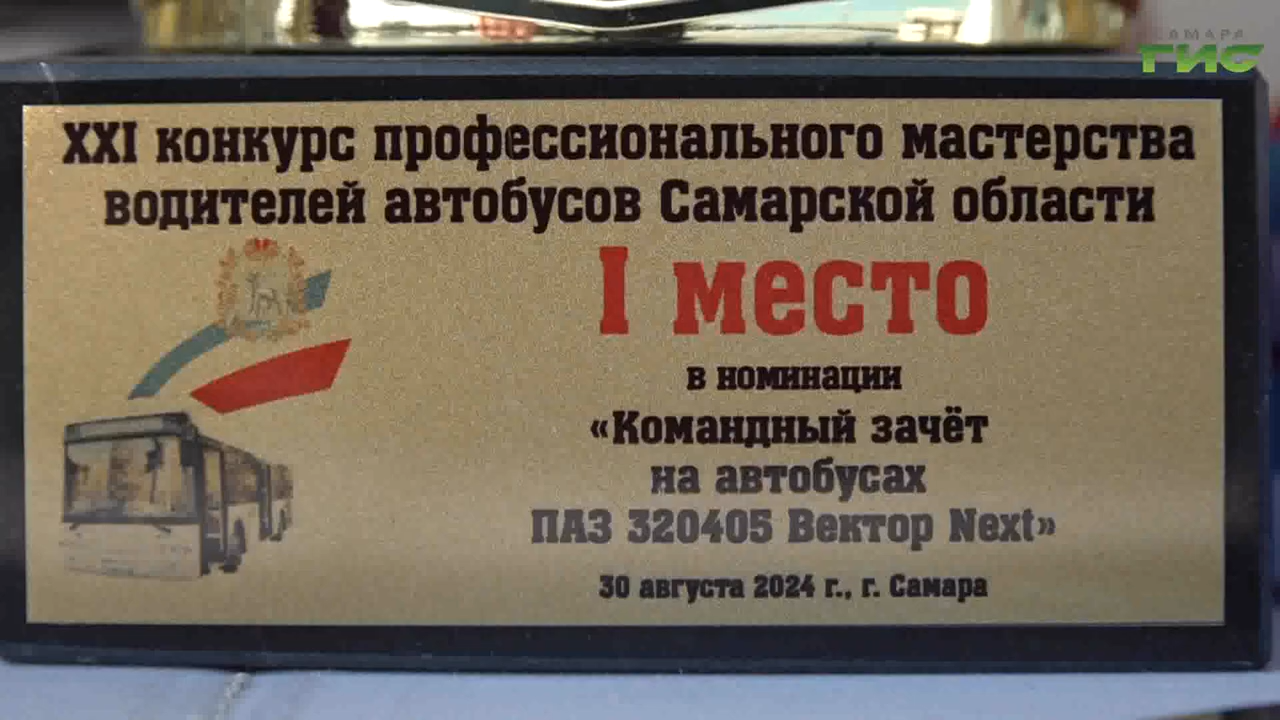 САМАРА
ГИС
XXI конкурс профессионального мастерства
водителей автобусов Самарской области
I место
в номинации
«Командный зачёт
на автобусах
ПАЗ 320405 Вектор Next»
30 августа 2024 г., г. Самара